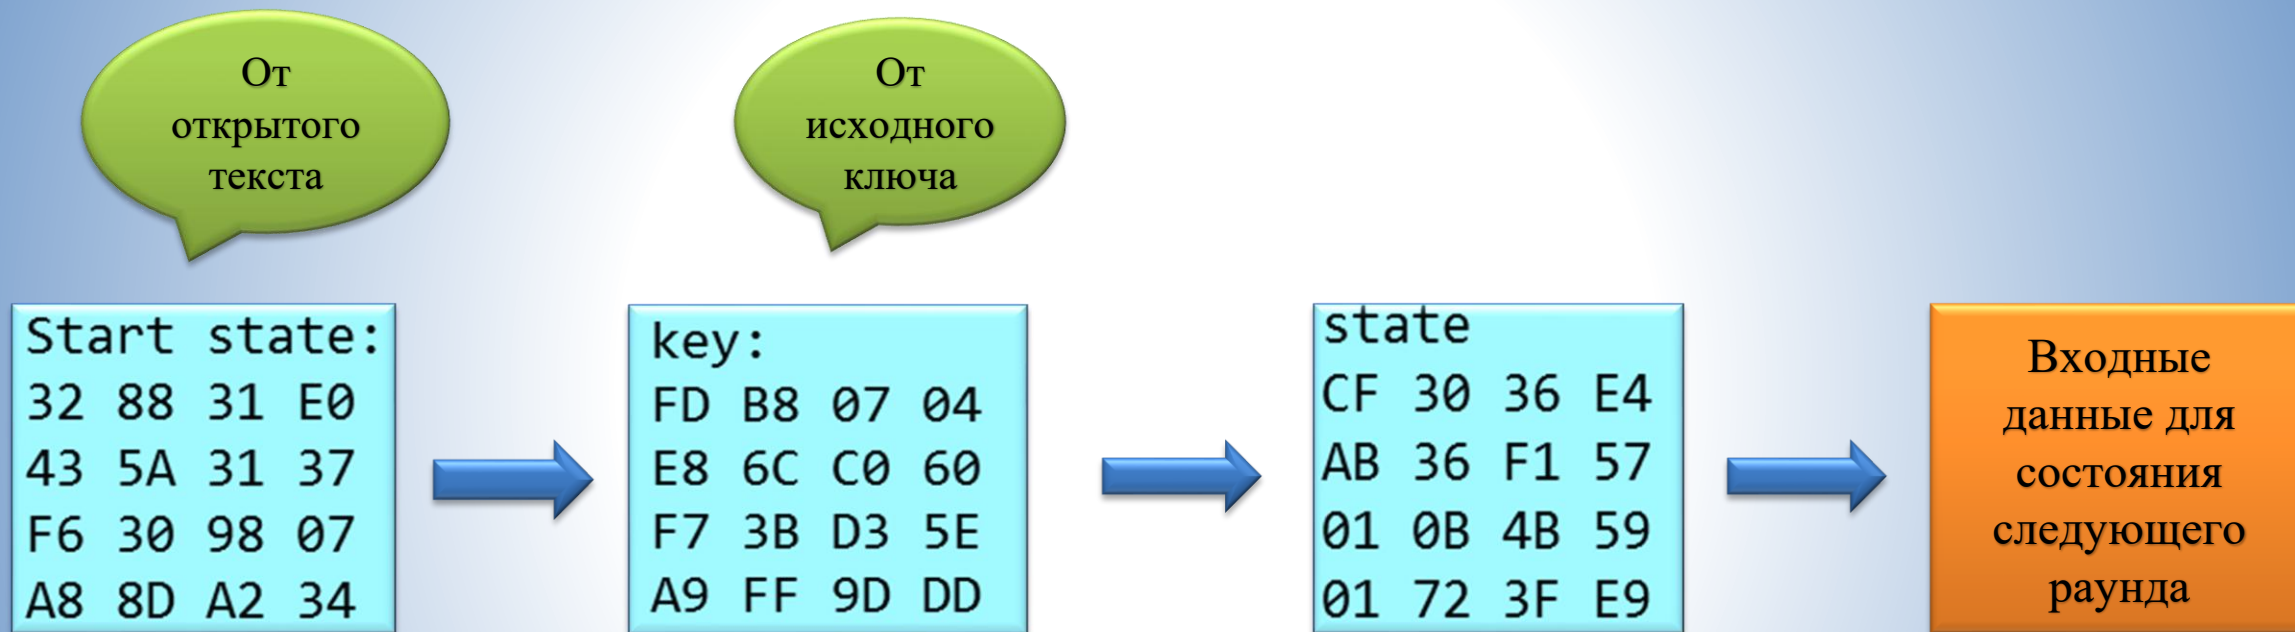 От
открытого
текста
От
исходного
ключа
Start state:
32 88 31 E0
43 5A 31 37
F6 30 98 07
A8 8D A2 34
key:
FD B8 07 04
E8 6C C0 60
F7 3B D3 5E
A9 FF 9D DD
state
CF 30 36 E4
AB 36 F1 57
01 0B 4B 59
01 72 3F E9
Входные
данные для
состояния
следующего
раунда